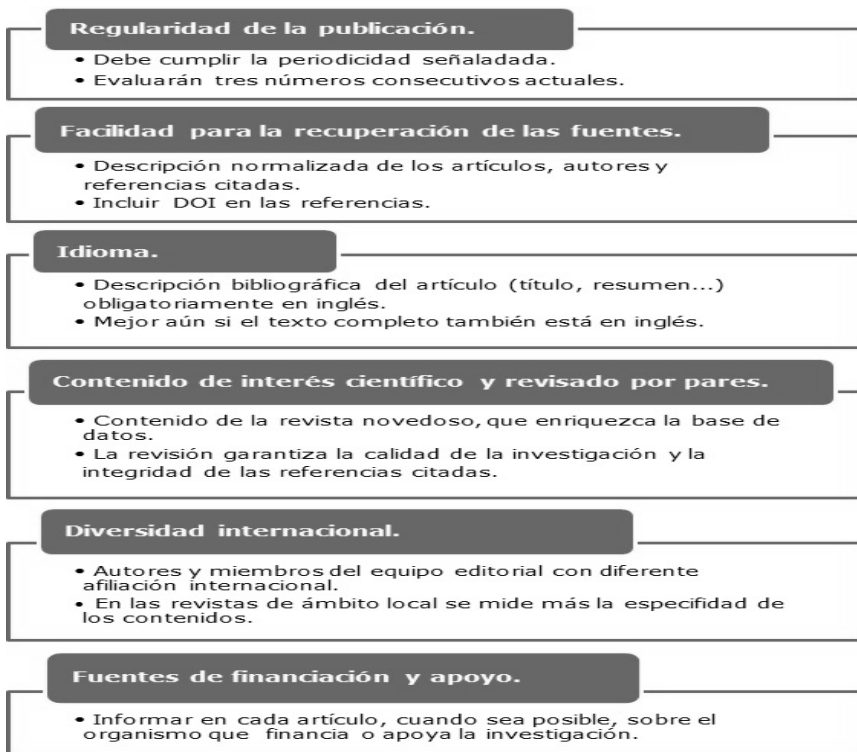 Regularidad de la publicación.
• Debe cumplir la periodicidad señaladada.
• Evaluarán tres números consecutivos actuales.
Facilidad para la recuperación de las fuentes.
• Descripción normalizada de los artículos, autores y
referencias citadas.
• Incluir DOI en las referencias.
Idioma.
• Descripción bibliográfica del artículo (título, resumen...)
obligatoriamente en inglés.
• Mejor aún si el texto completo también está en inglés.
Contenido de interés científico y revisado por pares.
• Contenido de la revista novedoso, que enriquezca la base de
datos.
• La revisión garantiza la calidad de la investigación y la
integridad de las referencias citadas.
Diversidad internacional.
• Autores y miembros del equipo editorial con diferente
afiliación internacional.
• En las revistas de ámbito local se mide más la especifidad de
los contenidos.
Fuentes de financiación y apoyo.
• Informar en cada artículo, cuando sea posible, sobre el
organismo que financia o apoya la investigación.